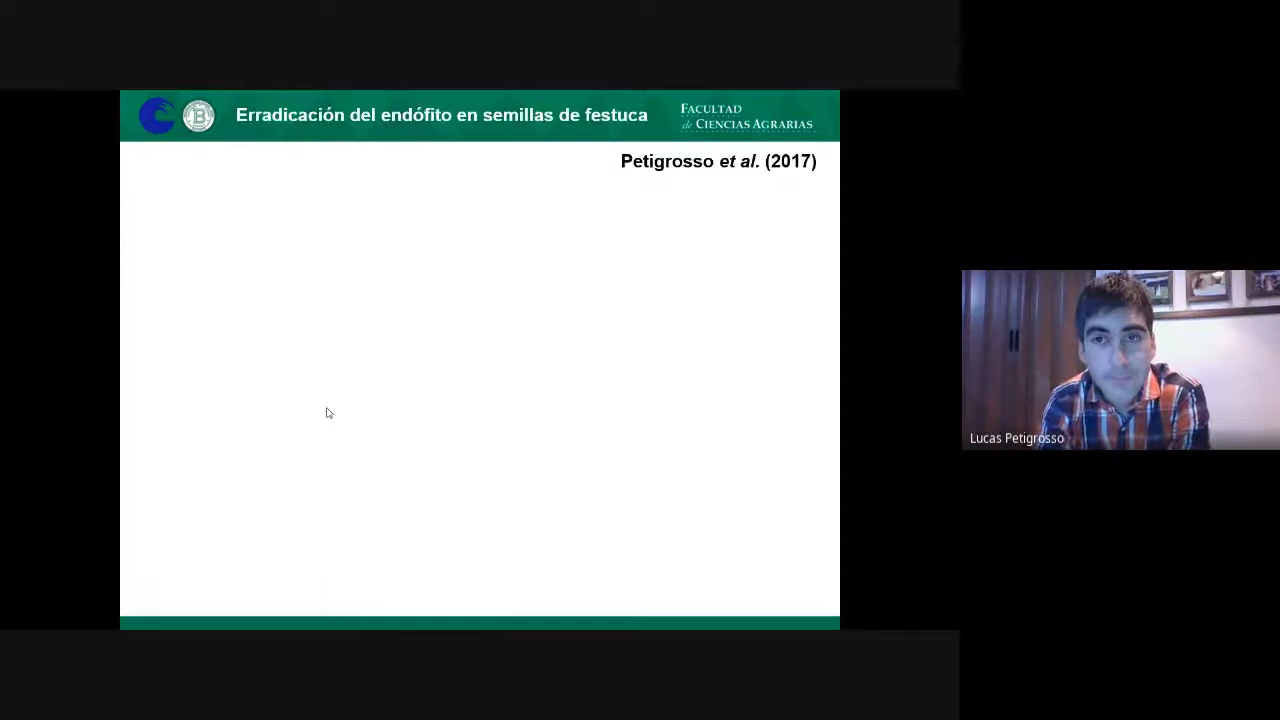 Erradicación del endófito en semillas de festuca
FACULTAD
de CIENCIAS AGRARIAS
Petigrosso et al. (2017)
Lucas Petigrosso